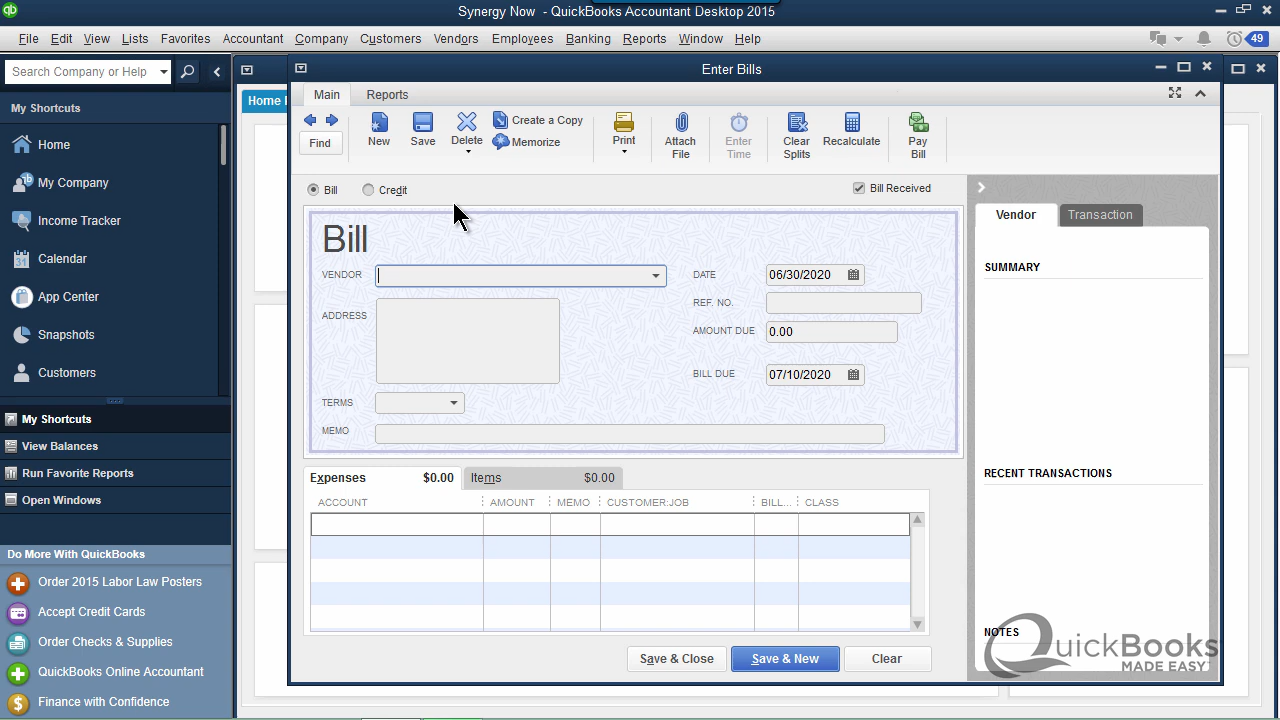 Synergy Now - QuickBooks Accountant Desktop 2015
File Edit View Lists Favorites Accountant Company Customers Vendors Employees Banking Reports Window Help
49
Search Company or Help
Enter Bills
Home
My Shortcuts
Home
My Company
Income Tracker
Calendar
App Center
Snapshots
Customers
My Shortcuts
View Balances
Run Favorite Reports
Open Windows
Do More With QuickBooks
Order 2015 Labor Law Posters
Accept Credit Cards
Order Checks & Supplies
QuickBooks Online Accountant
Finance with Confidence
Main Reports
Find
New
Save
Delete
Create a Copy
Memorize
Print
Attach File
Enter Time
Clear Splits
Recalculate
Pay Bill
Bill Credit
Bill Received
Bill
VENDOR
ADDRESS
TERMS
MEMO
DATE 06/30/2020
REF. NO.
AMOUNT DUE 0.00
BILL DUE 07/10/2020
Expenses $0.00 Items $0.00
ACCOUNT AMOUNT MEMO CUSTOMER:JOB BILL... CLASS
Save & Close Save & New Clear
Vendor Transaction
SUMMARY
RECENT TRANSACTIONS
NOTES
QuickBooks
MADE EASY™